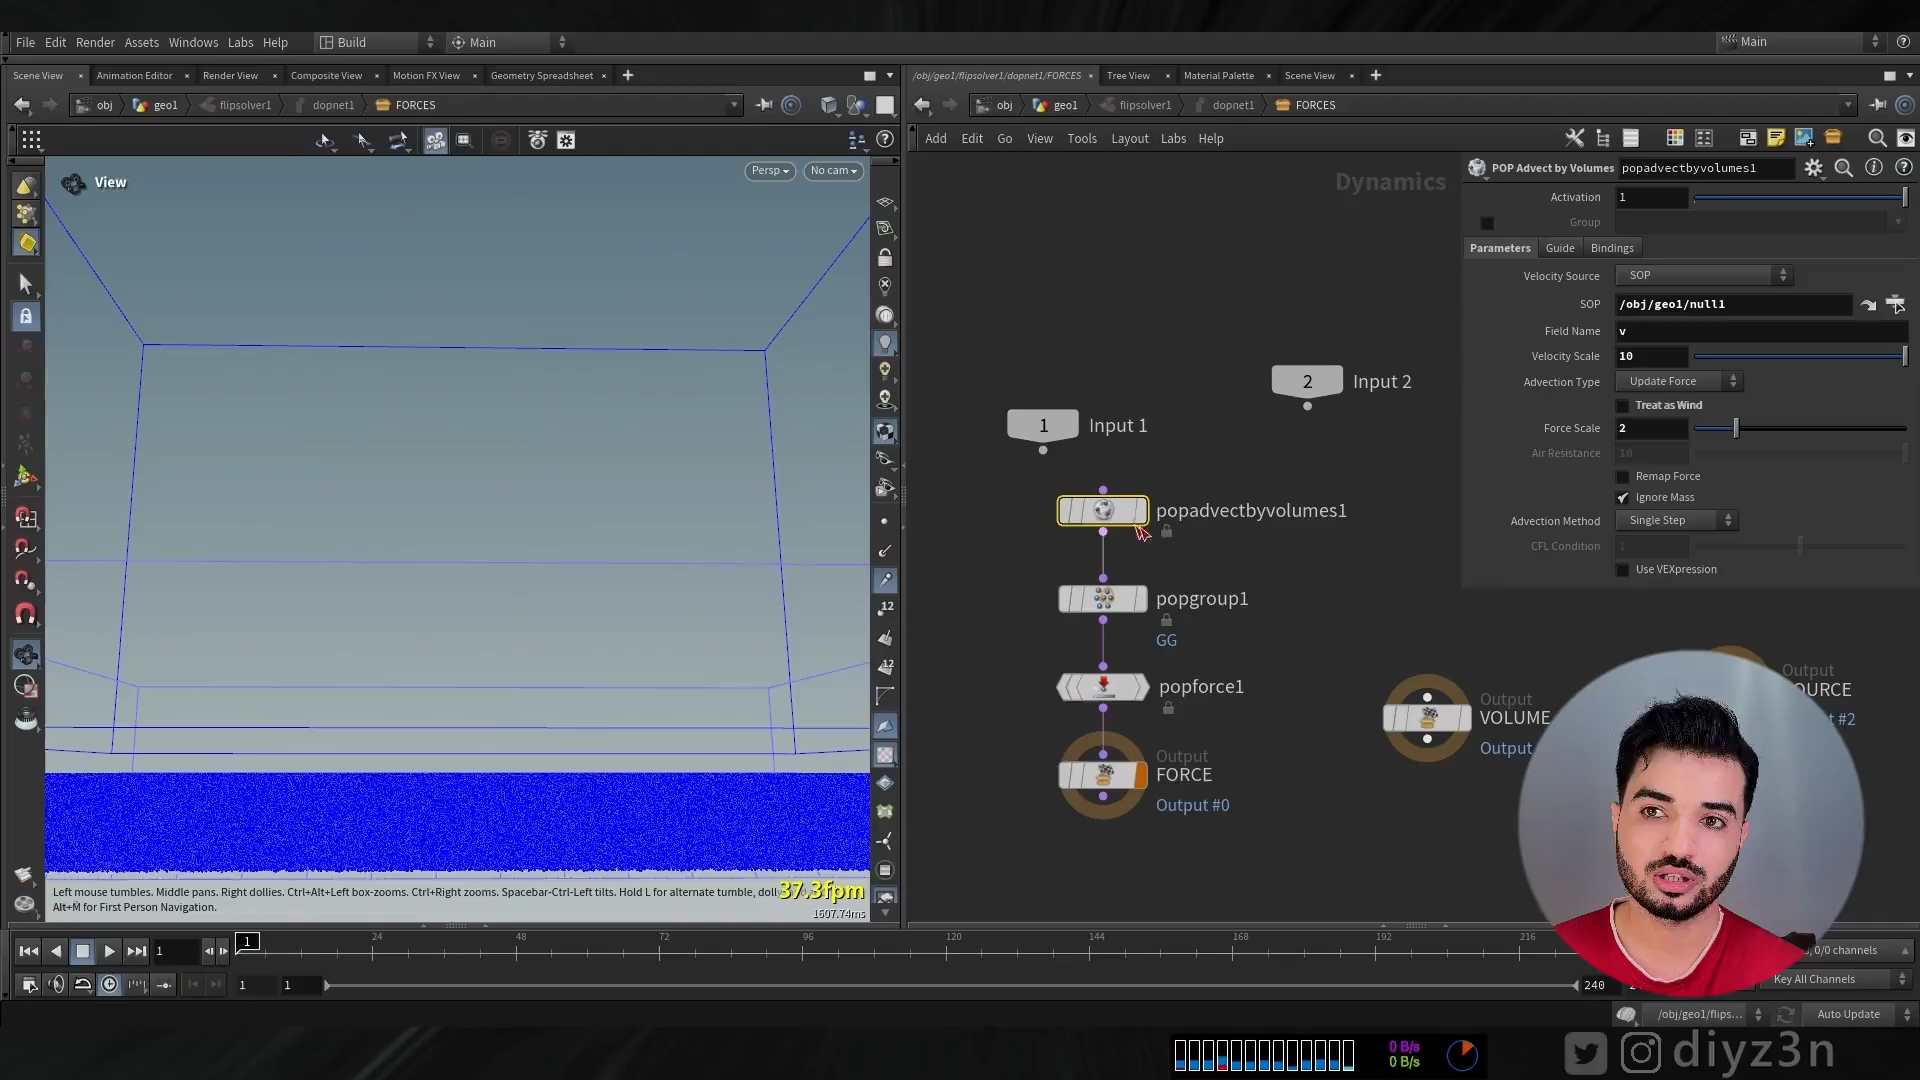 File Edit Render Assets Windows Labs Help Build Main Main
Scene View × Animation Editor × Render View × Composite View × Motion FX View × Geometry Spreadsheet × +
/obj/geo1/flipsolver1/dopnet1/FORCES × Tree View × Material Palette × Scene View × +
obj geo1 flipsolver1 dopnet1 FORCES
obj geo1 flipsolver1 dopnet1 FORCES
Add Edit Go View Tools Layout Labs Help
View
Persp No cam
12
12
Dynamics
1 Input 1
2 Input 2
popadvectbyvolumes1
popgroup1
GG
popforce1
Output
FORCE
Output #0
Output
VOLUME
Output
Output
OURCE
t #2
POP Advect by Volumes popadvectbyvolumes1
Activation 1
Group
Parameters Guide Bindings
Velocity Source SOP
SOP /obj/geo1/null1
Field Name v
Velocity Scale 10
Advection Type Update Force
Treat as Wind
Force Scale 2
Air Resistance 10
Remap Force
Ignore Mass
Advection Method Single Step
CFL Condition 1
Use VEXpression
Left mouse tumbles. Middle pans. Right dollies. Ctrl+Alt+Left box-zooms. Ctrl+Right zooms. Spacebar-Ctrl-Left tilts. Hold L for alternate tumble, dolly
Alt+M for First Person Navigation.
37.3fpm
1607.74ms
1 1 24 48 72 96 120 144 168 192 216
0/0 channels
1 1 240
Key All Channels
/obj/geo1/flips... Auto Update
0 B/s
0 B/s
diyz3n